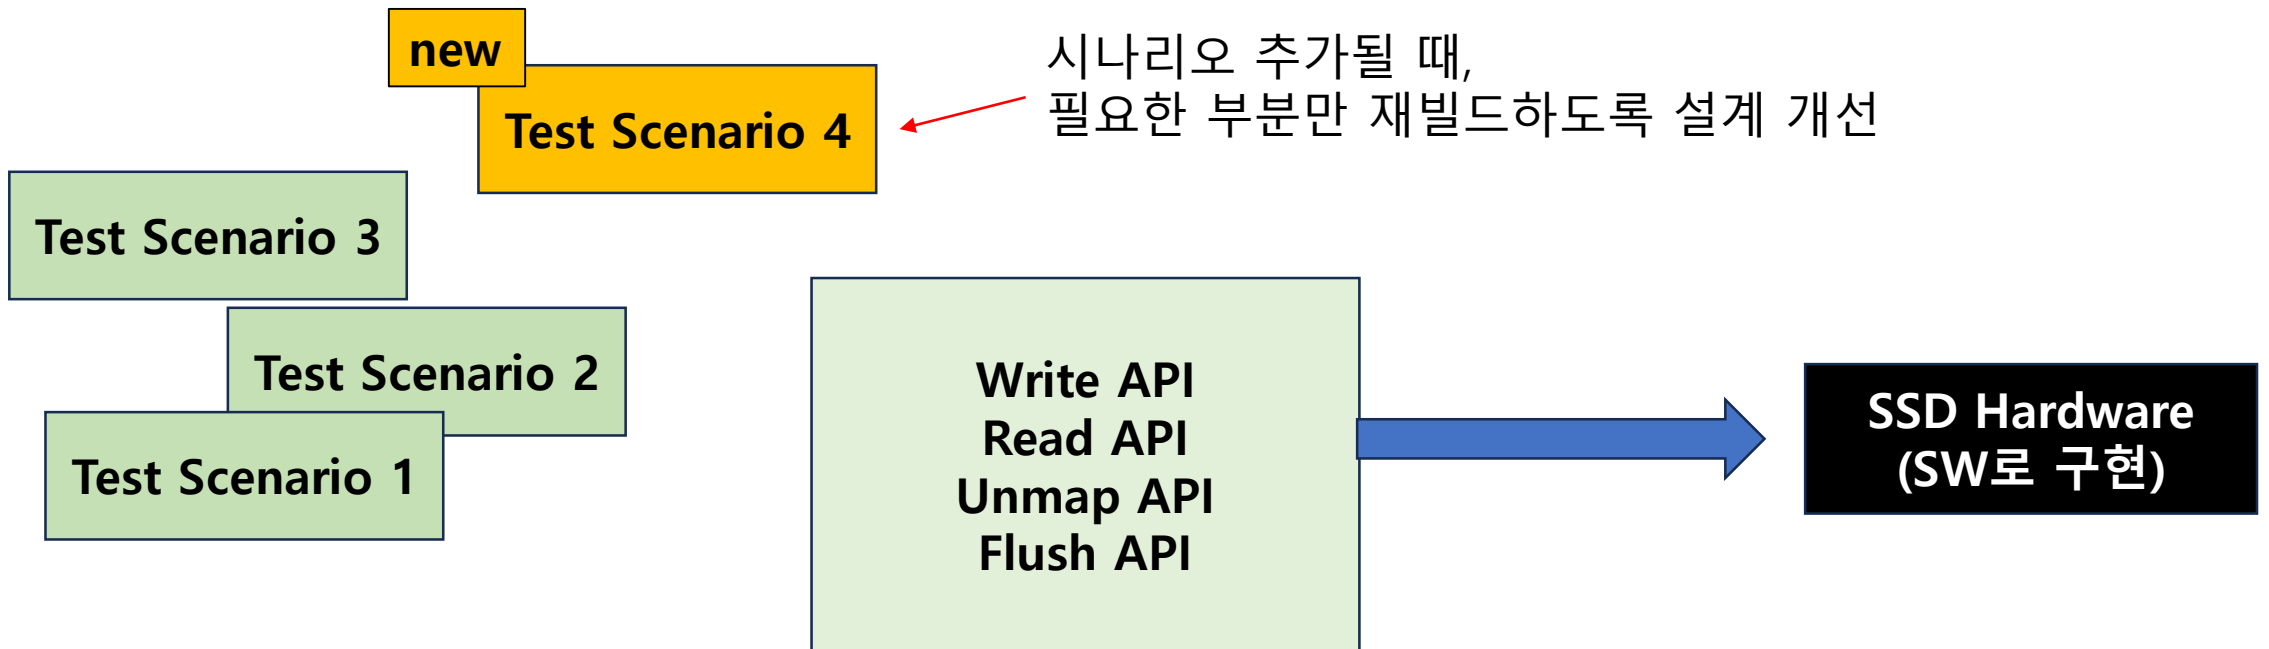 new
Test Scenario 4
시나리오 추가될 때,
필요한 부분만 재빌드하도록 설계 개선
Test Scenario 3
Test Scenario 2
Test Scenario 1
Write API
Read API
Unmap API
Flush API
SSD Hardware
(SW로 구현)